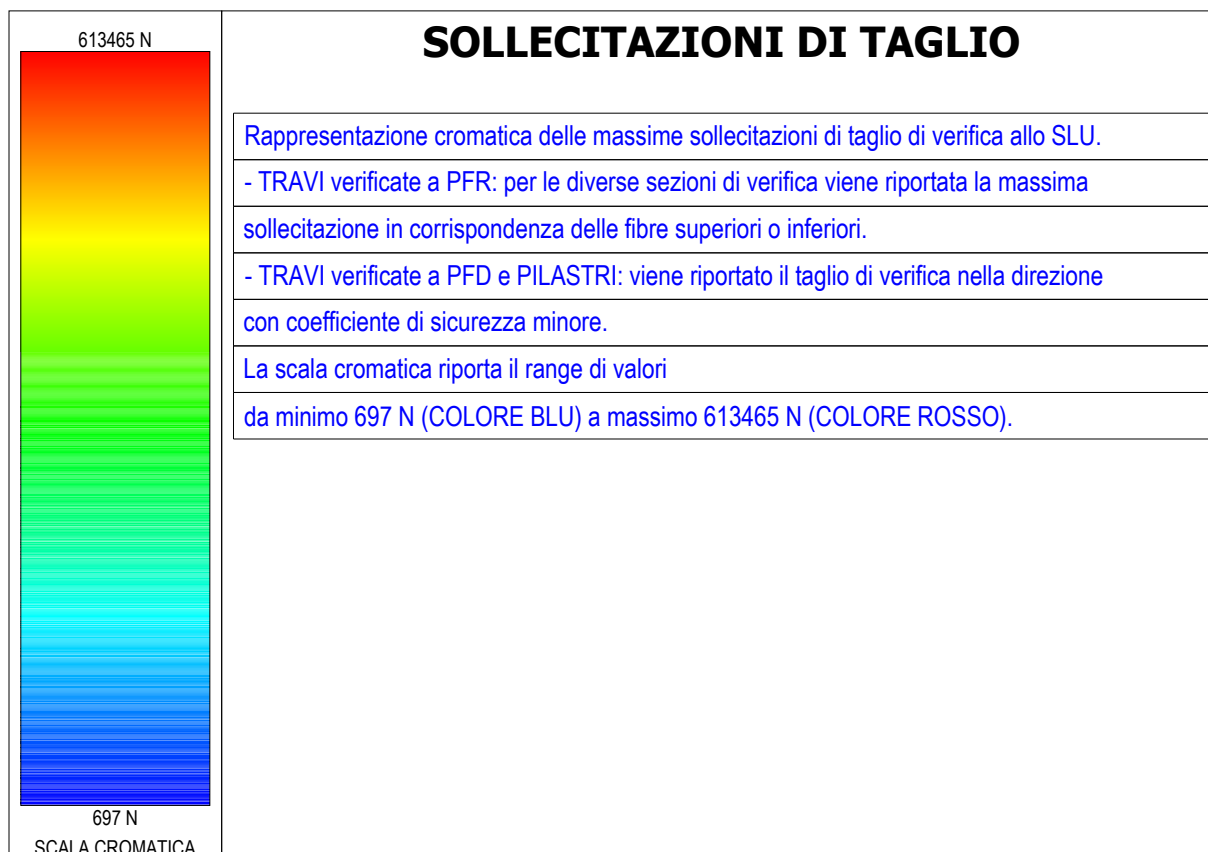 613465 N
SOLLECITAZIONI DI TAGLIO
Rappresentazione cromatica delle massime sollecitazioni di taglio di verifica allo SLU.
- TRAVI verificate a PFR: per le diverse sezioni di verifica viene riportata la massima
sollecitazione in corrispondenza delle fibre superiori o inferiori.
- TRAVI verificate a PFD e PILASTRI: viene riportato il taglio di verifica nella direzione
con coefficiente di sicurezza minore.
La scala cromatica riporta il range di valori
da minimo 697 N (COLORE BLU) a massimo 613465 N (COLORE ROSSO).
697 N
SCALA CROMATICA